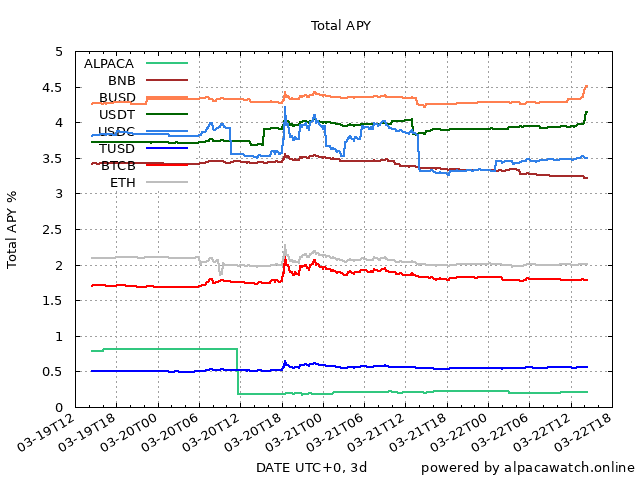 Total APY
Total APY %
5
4.5
4
3.5
3
2.5
2
1.5
1
0.5
0
ALPACA
BNB
BUSD
USDT
USDC
TUSD
BTCB
ETH
03-19T12
03-19T18
03-20T00
03-20T06
03-20T12
03-20T18
03-21T00
03-21T06
03-21T12
03-21T18
03-22T00
03-22T06
03-22T12
03-22T18
DATE UTC+0, 3d
powered by alpacawatch.online